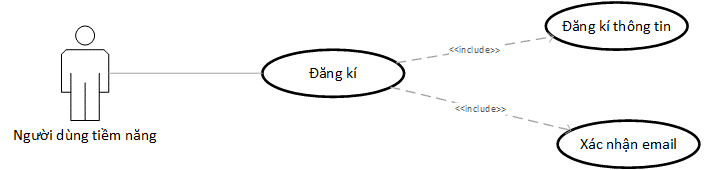 Đăng kí thông tin
<<include>>
Đăng kí
<<include>>
Người dùng tiềm năng
Xác nhận email